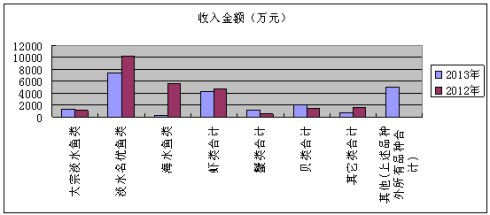 收入金额（万元）
12000
10000
8000
6000
4000
2000
0
2013年
2012年
大宗淡水鱼类
淡水名优鱼类
海水鱼类
虾类合计
蟹类合计
贝类合计
其它类合计
其他(上述品种
外所有品种合
计)